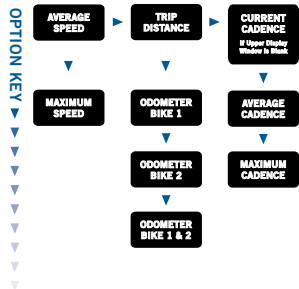 OPTION KEY
AVERAGE
SPEED
TRIP
DISTANCE
CURRENT
CADENCE
If Upper Display
Window is Blank
MAXIMUM
SPEED
ODOMETER
BIKE 1
AVERAGE
CADENCE
ODOMETER
BIKE 2
MAXIMUM
CADENCE
ODOMETER
BIKE 1 & 2